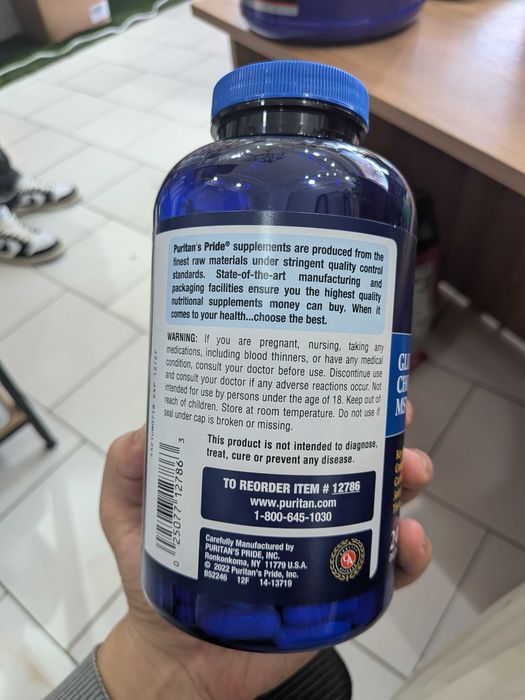 Puritan's Pride® supplements are produced from the
finest raw materials under stringent quality control
standards. State-of-the-art manufacturing and
packaging facilities ensure you the highest quality
nutritional supplements money can buy. When it
comes to your health...choose the best.
WARNING: If you are pregnant, nursing, taking any
medications, including blood thinners, or have any medical
condition, consult your doctor before use. Discontinue use
and consult your doctor if any adverse reactions occur. Not
intended for use by persons under the age of 18. Keep out of
reach of children. Store at room temperature. Do not use if
seal under cap is broken or missing.
This product is not intended to diagnose,
treat, cure or prevent any disease.
TO REORDER ITEM # 12786
www.puritan.com
1-800-645-1030
Carefully Manufactured by
PURITAN'S PRIDE, INC.
Ronkonkoma, NY 11779 U.S.A.
© 2022 Puritan's Pride, Inc.
B52246 12F 14-13719
0 25077 12786 3
EXP 12/27